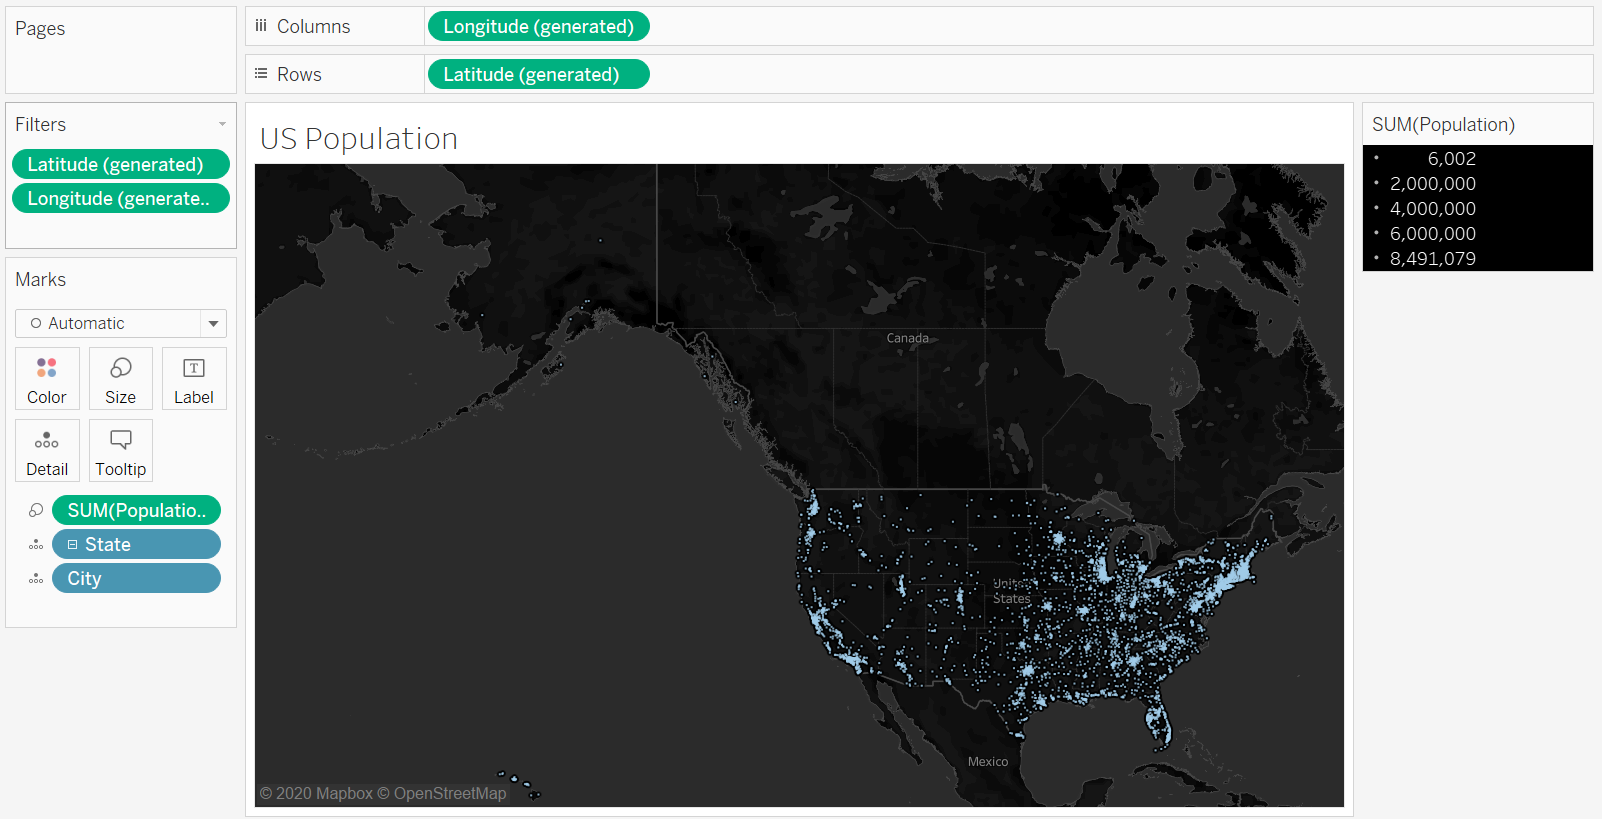 Pages
Columns
Longitude (generated)
Rows
Latitude (generated)
Filters
Latitude (generated)
Longitude (generate..
Marks
Automatic
Color
Size
Label
Detail
Tooltip
SUM(Populatio..
State
City
US Population
Canada
United
States
Mexico
© 2020 Mapbox © OpenStreetMap
SUM(Population)
6,002
2,000,000
4,000,000
6,000,000
8,491,079